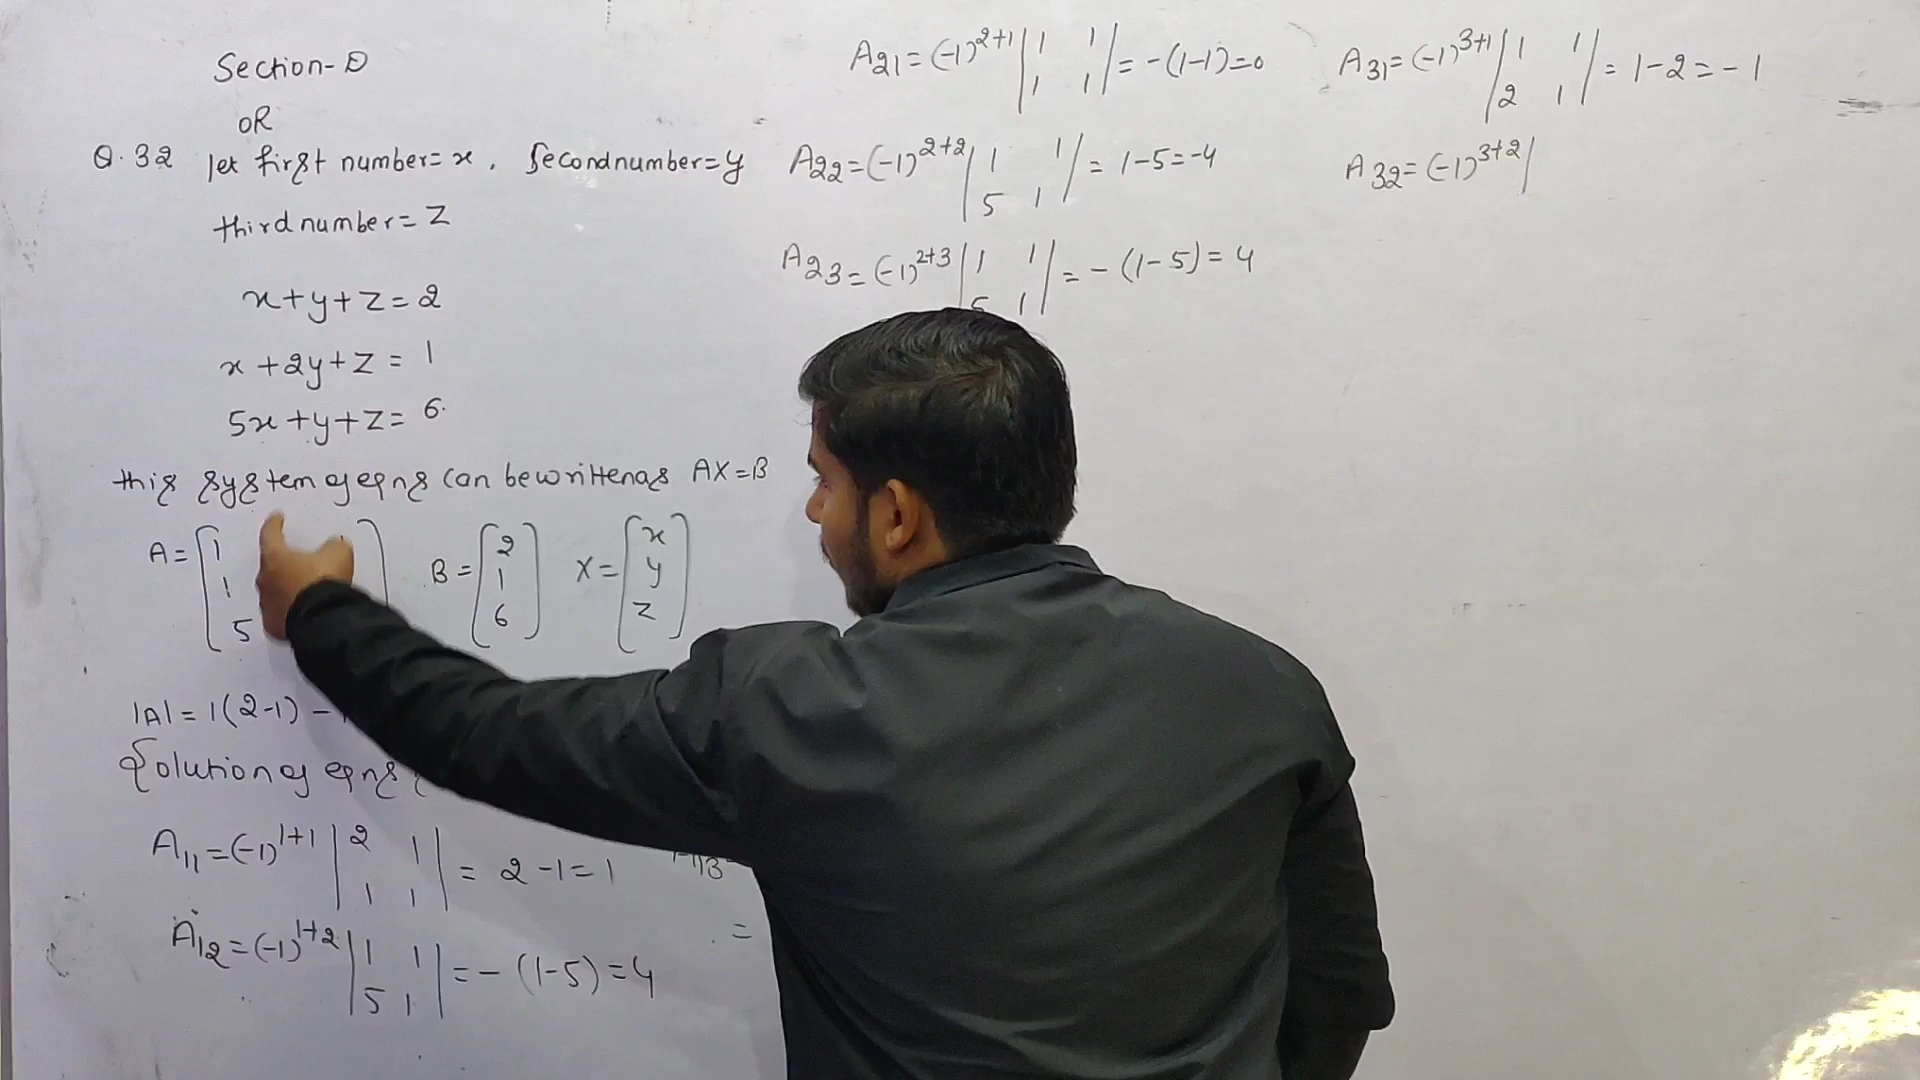 Section-D
OR
Q.32 let first number=x, Second number=y
third number=z
x+y+z=2
x+2y+z=1
5x+y+z=6.
this system of eqns can be written as AX=B
A=[1
1
5
B=[2
1
6]
X=[x
y
z]
|A|=1(2-1)-
Solution of eqns
A11=(-1)^1+1 |2 1|
|1 1| =2-1=1
A12=(-1)^1+2 |1 1|
|5 1| =-(1-5)=4
=
A21=(-1)^2+1 |1 1|
|1 1| =-(1-1)=0
A22=(-1)^2+2 |1 1|
|5 1| =1-5=-4
A23=(-1)^2+3 |1 1|
|5 1| =-(1-5)=4
A31=(-1)^3+1 |1 1|
|2 1| =1-2=-1
A32=(-1)^3+2 |